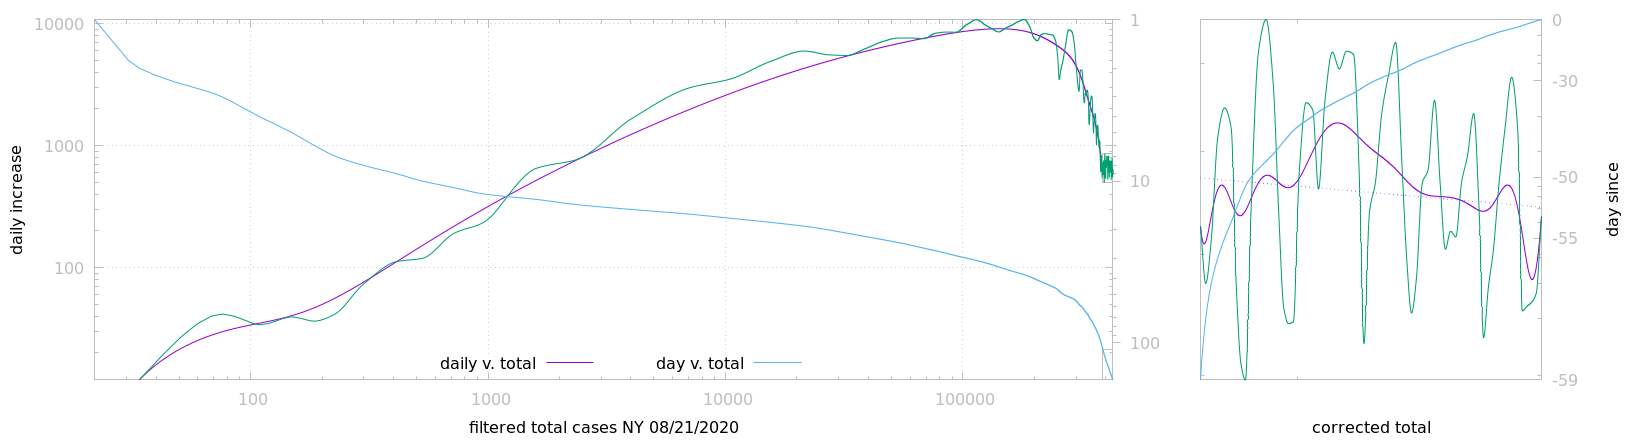 10000
1000
100
daily increase
daily v. total
day v. total
100
1000
10000
100000
filtered total cases NY 08/21/2020
1
10
100
0
-30
-50
-55
-59
day since
corrected total